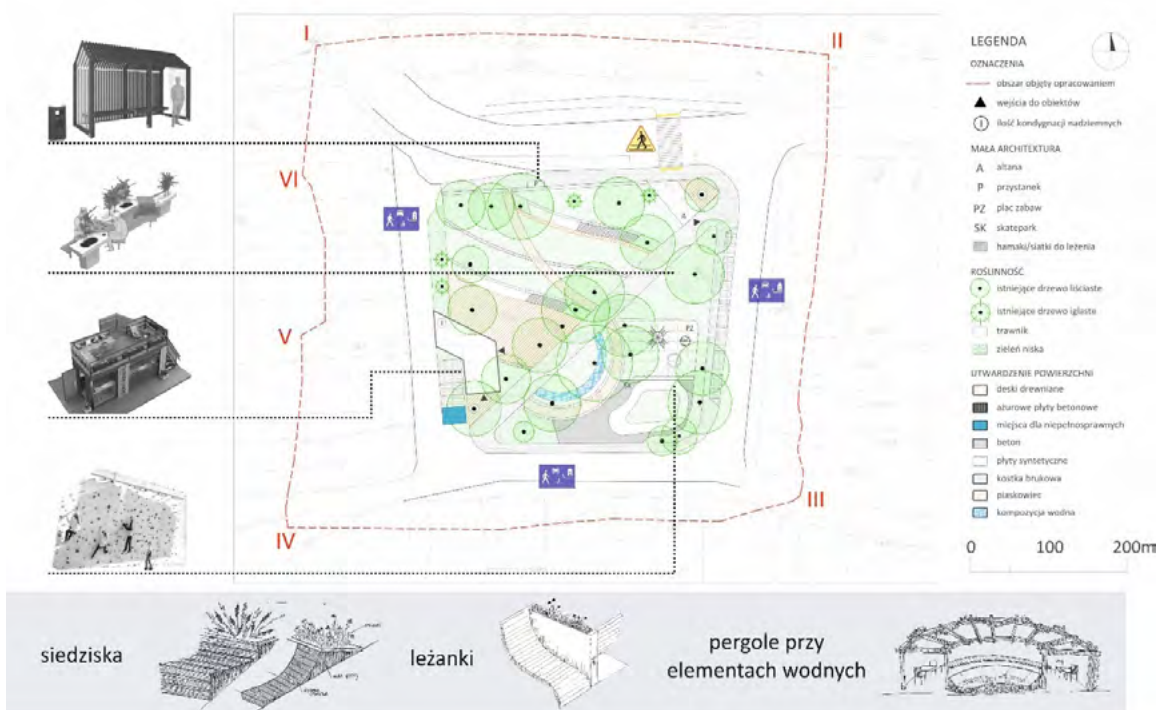 I
II
VI
V
IV
III
A
PZ
LEGENDA
OZNACZENIA
obszar objęty opracowaniem
wejścia do obiektów
ilość kondygnacji nadziemnych
MAŁA ARCHITEKTURA
A altana
P przystanek
PZ plac zabaw
SK skatepark
hamaki/siatki do leżenia
ROŚLINNOŚĆ
istniejące drzewo liściaste
istniejące drzewo iglaste
trawnik
zieleń niska
UTWARDZENIE POWIERZCHNI
deski drewniane
ażurowe płyty betonowe
miejsca dla niepełnosprawnych
beton
płyty syntetyczne
kostka brukowa
piaskowiec
kompozycja wodna
0 100 200m
siedziska
leżanki
pergole przy
elementach wodnych